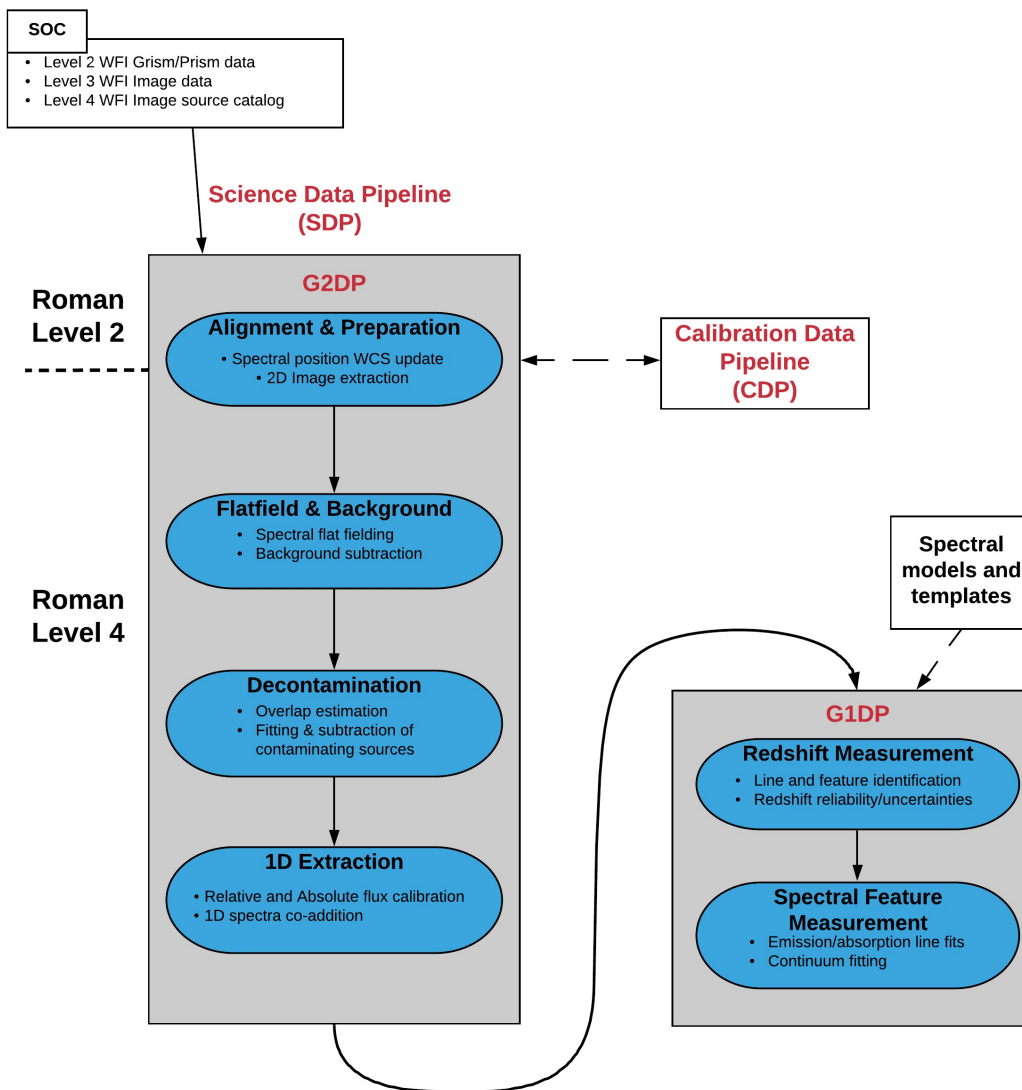 SOC
• Level 2 WFI Grism/Prism data
• Level 3 WFI Image data
• Level 4 WFI Image source catalog
Science Data Pipeline
(SDP)
Roman
Level 2
G2DP
Alignment & Preparation
• Spectral position WCS update
• 2D Image extraction
Calibration Data
Pipeline
(CDP)
Flatfield & Background
• Spectral flat fielding
• Background subtraction
Spectral
models and
templates
Roman
Level 4
Decontamination
• Overlap estimation
• Fitting & subtraction of
contaminating sources
1D Extraction
• Relative and Absolute flux calibration
• 1D spectra co-addition
G1DP
Redshift Measurement
• Line and feature identification
• Redshift reliability/uncertainties
Spectral Feature
Measurement
• Emission/absorption line fits
• Continuum fitting